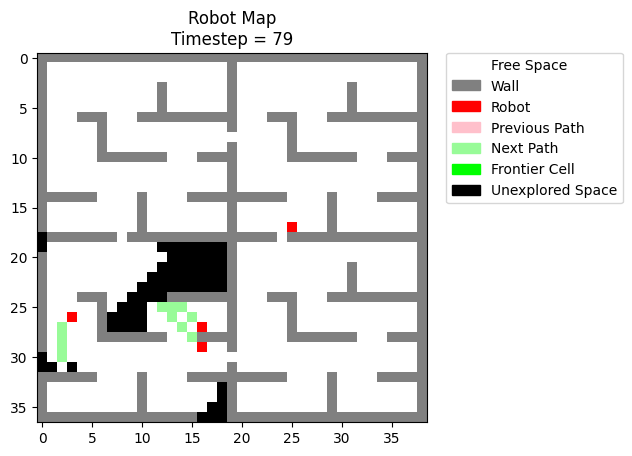 Robot Map
Timestep = 79
Free Space
Wall
Robot
Previous Path
Next Path
Frontier Cell
Unexplored Space
0
5
10
15
20
25
30
35
0
5
10
15
20
25
30
35